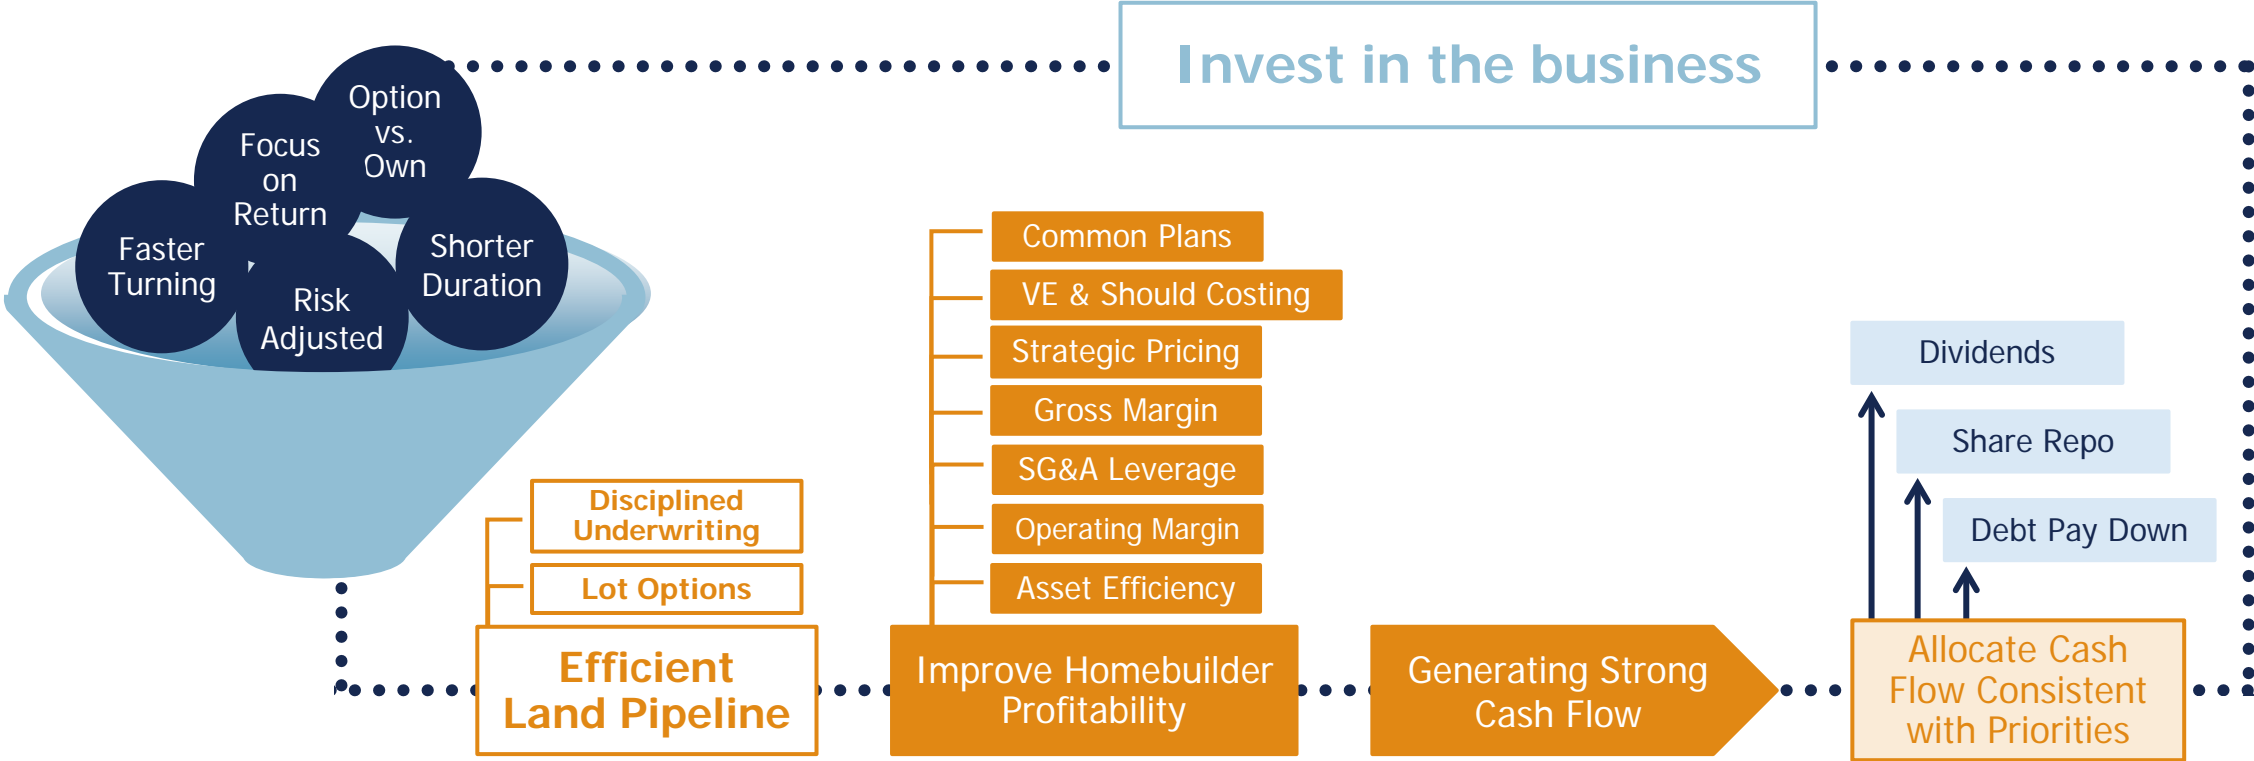 Invest in the business
Option
vs.
Own
Focus
on
Return
Faster
Turning
Risk
Adjusted
Shorter
Duration
Disciplined
Underwriting
Lot Options
Efficient
Land Pipeline
Common Plans
VE & Should Costing
Strategic Pricing
Gross Margin
SG&A Leverage
Operating Margin
Asset Efficiency
Improve Homebuilder
Profitability
Generating Strong
Cash Flow
Dividends
Share Repo
Debt Pay Down
Allocate Cash
Flow Consistent
with Priorities